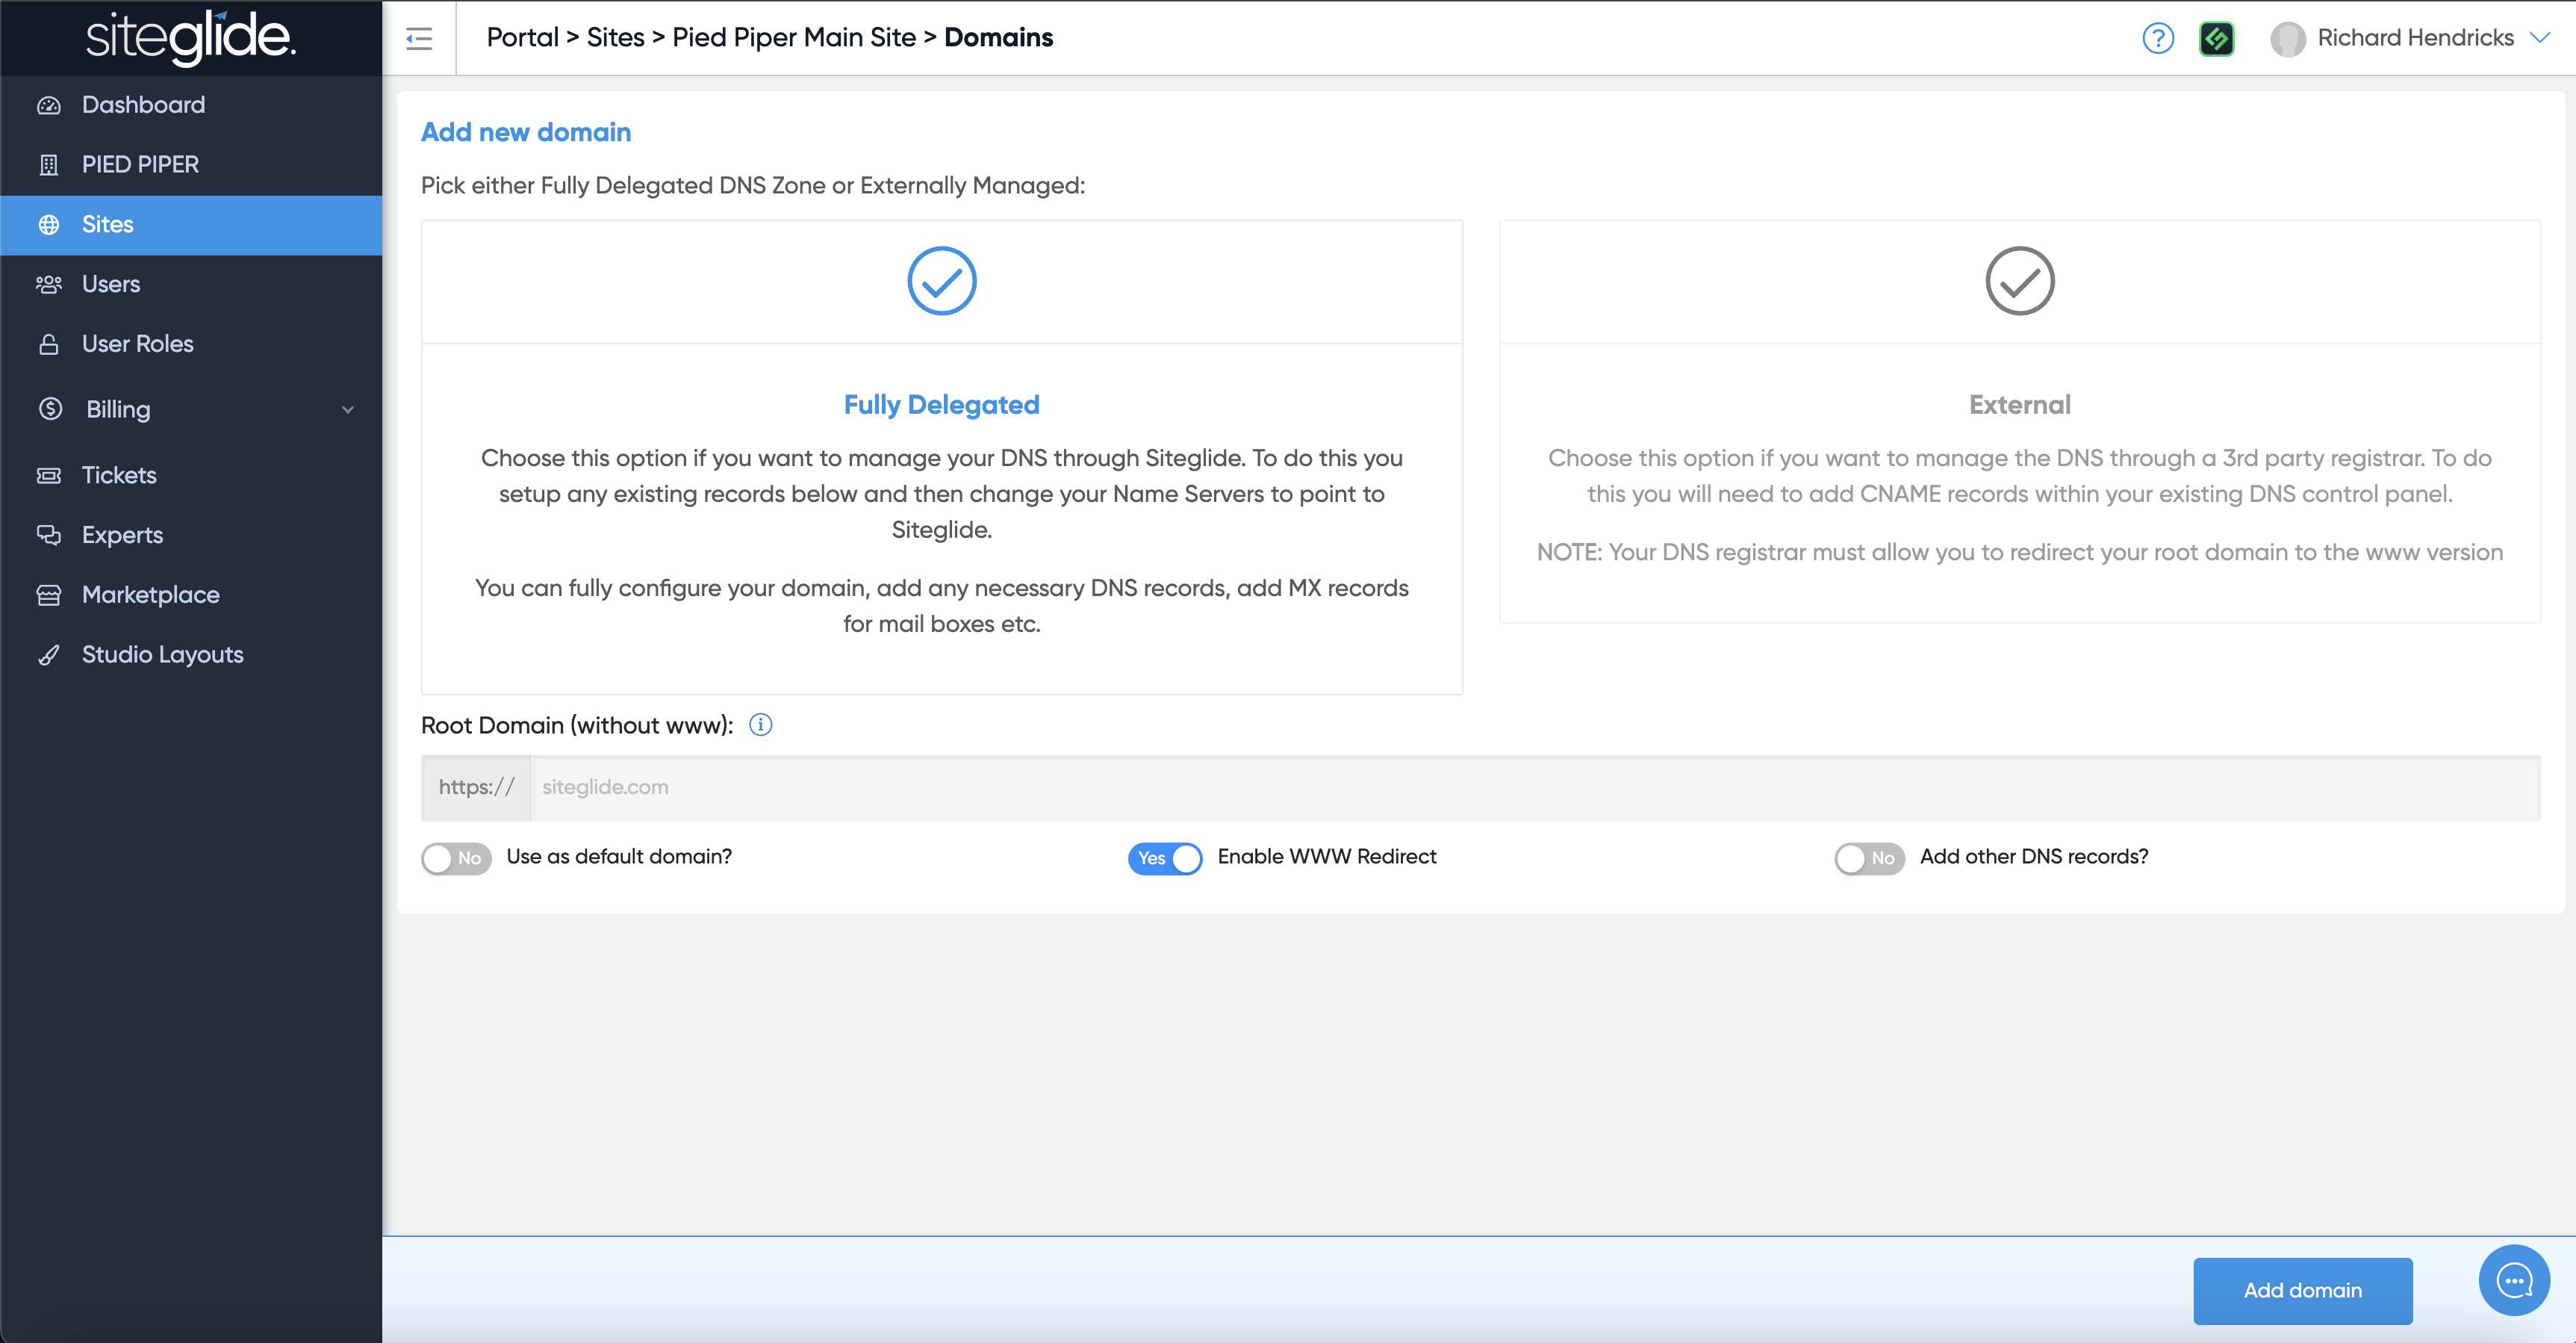 siteglide.
Portal > Sites > Pied Piper Main Site > Domains
?
Richard Hendricks
Dashboard
PIED PIPER
Sites
Users
User Roles
Billing
Tickets
Experts
Marketplace
Studio Layouts
Add new domain
Pick either Fully Delegated DNS Zone or Externally Managed:
Fully Delegated
Choose this option if you want to manage your DNS through Siteglide. To do this you
setup any existing records below and then change your Name Servers to point to
Siteglide.
You can fully configure your domain, add any necessary DNS records, add MX records
for mail boxes etc.
External
Choose this option if you want to manage the DNS through a 3rd party registrar. To do
this you will need to add CNAME records within your existing DNS control panel.
NOTE: Your DNS registrar must allow you to redirect your root domain to the www version
Root Domain (without www):
https:// siteglide.com
No Use as default domain?
Yes Enable WWW Redirect
No Add other DNS records?
Add domain